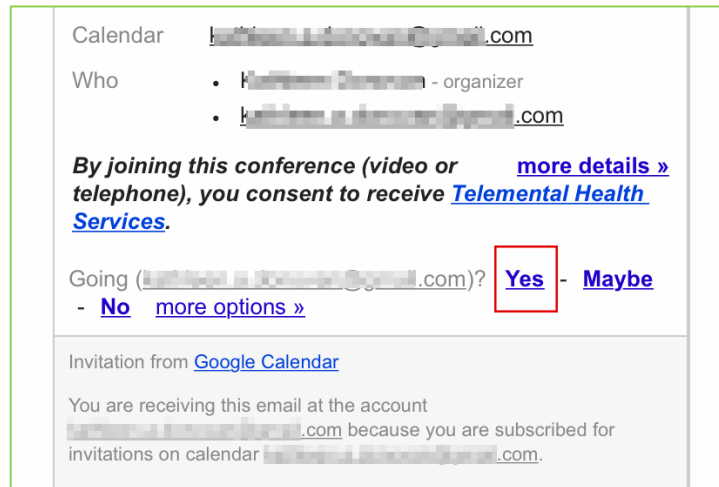 Calendar .com
Who • - organizer
• .com
By joining this conference (video or more details »
telephone), you consent to receive Telemental Health
Services.
Going ( .com)? Yes - Maybe
- No more options »
Invitation from Google Calendar
You are receiving this email at the account
.com because you are subscribed for
invitations on calendar .com.